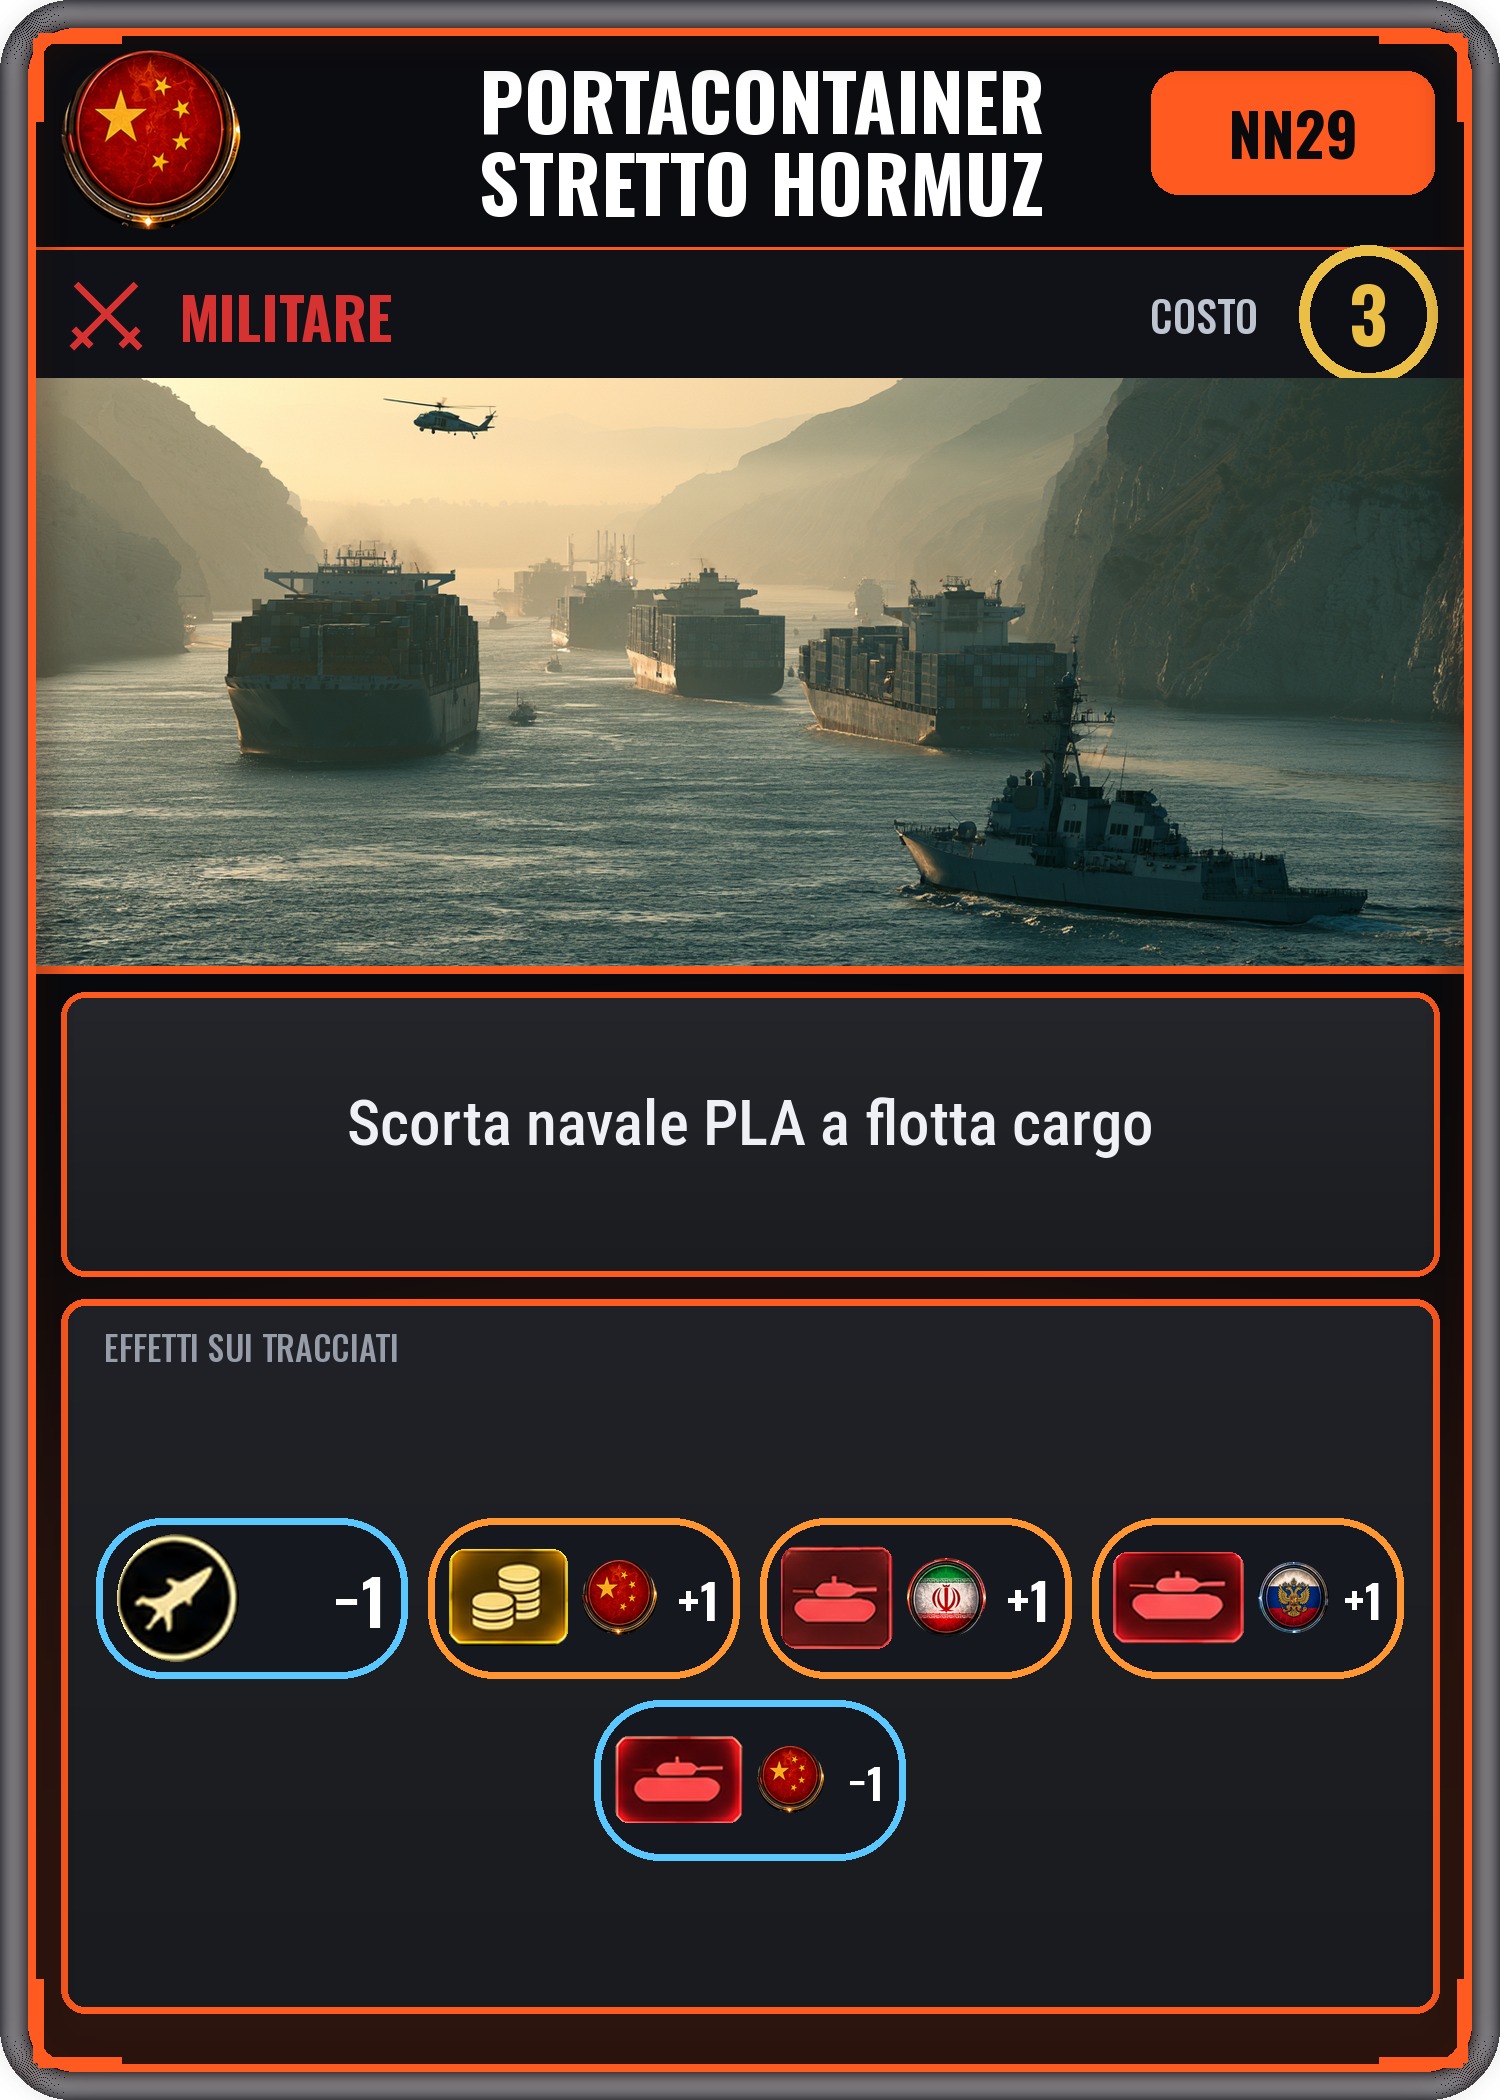 PORTACONTAINER
STRETTO HORMUZ
NN29
MILITARE
COSTO
3
Scorta navale PLA a flotta cargo
EFFETTI SUI TRACCIATI
-1
+1
+1
+1
-1